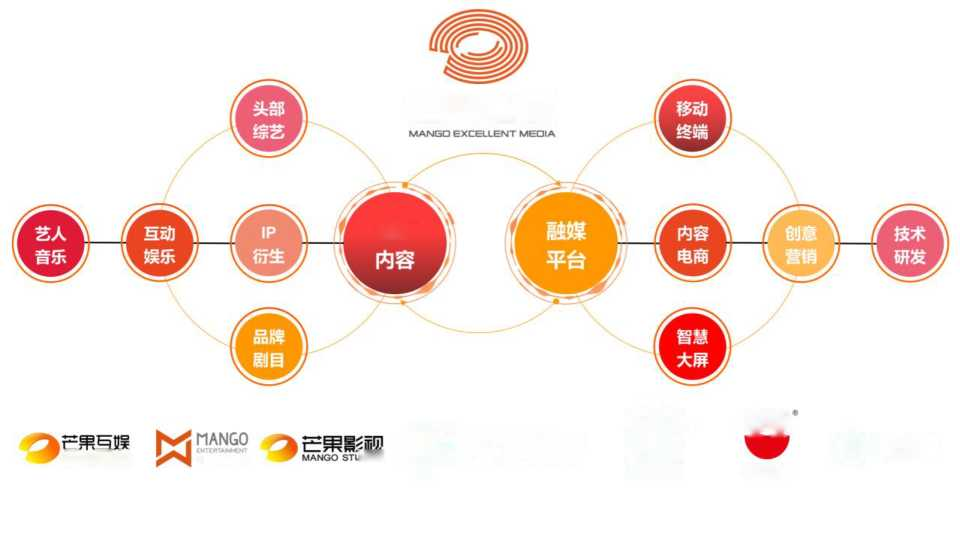 MANGO EXCELLENT MEDIA
头部
综艺
移动
终端
艺人
音乐
互动
娱乐
IP
衍生
内容
融媒
平台
内容
电商
创意
营销
技术
研发
品牌
剧目
智慧
大屏
芒果互娱
MANGO
ENTERTAINMENT
芒果影视
MANGO
®